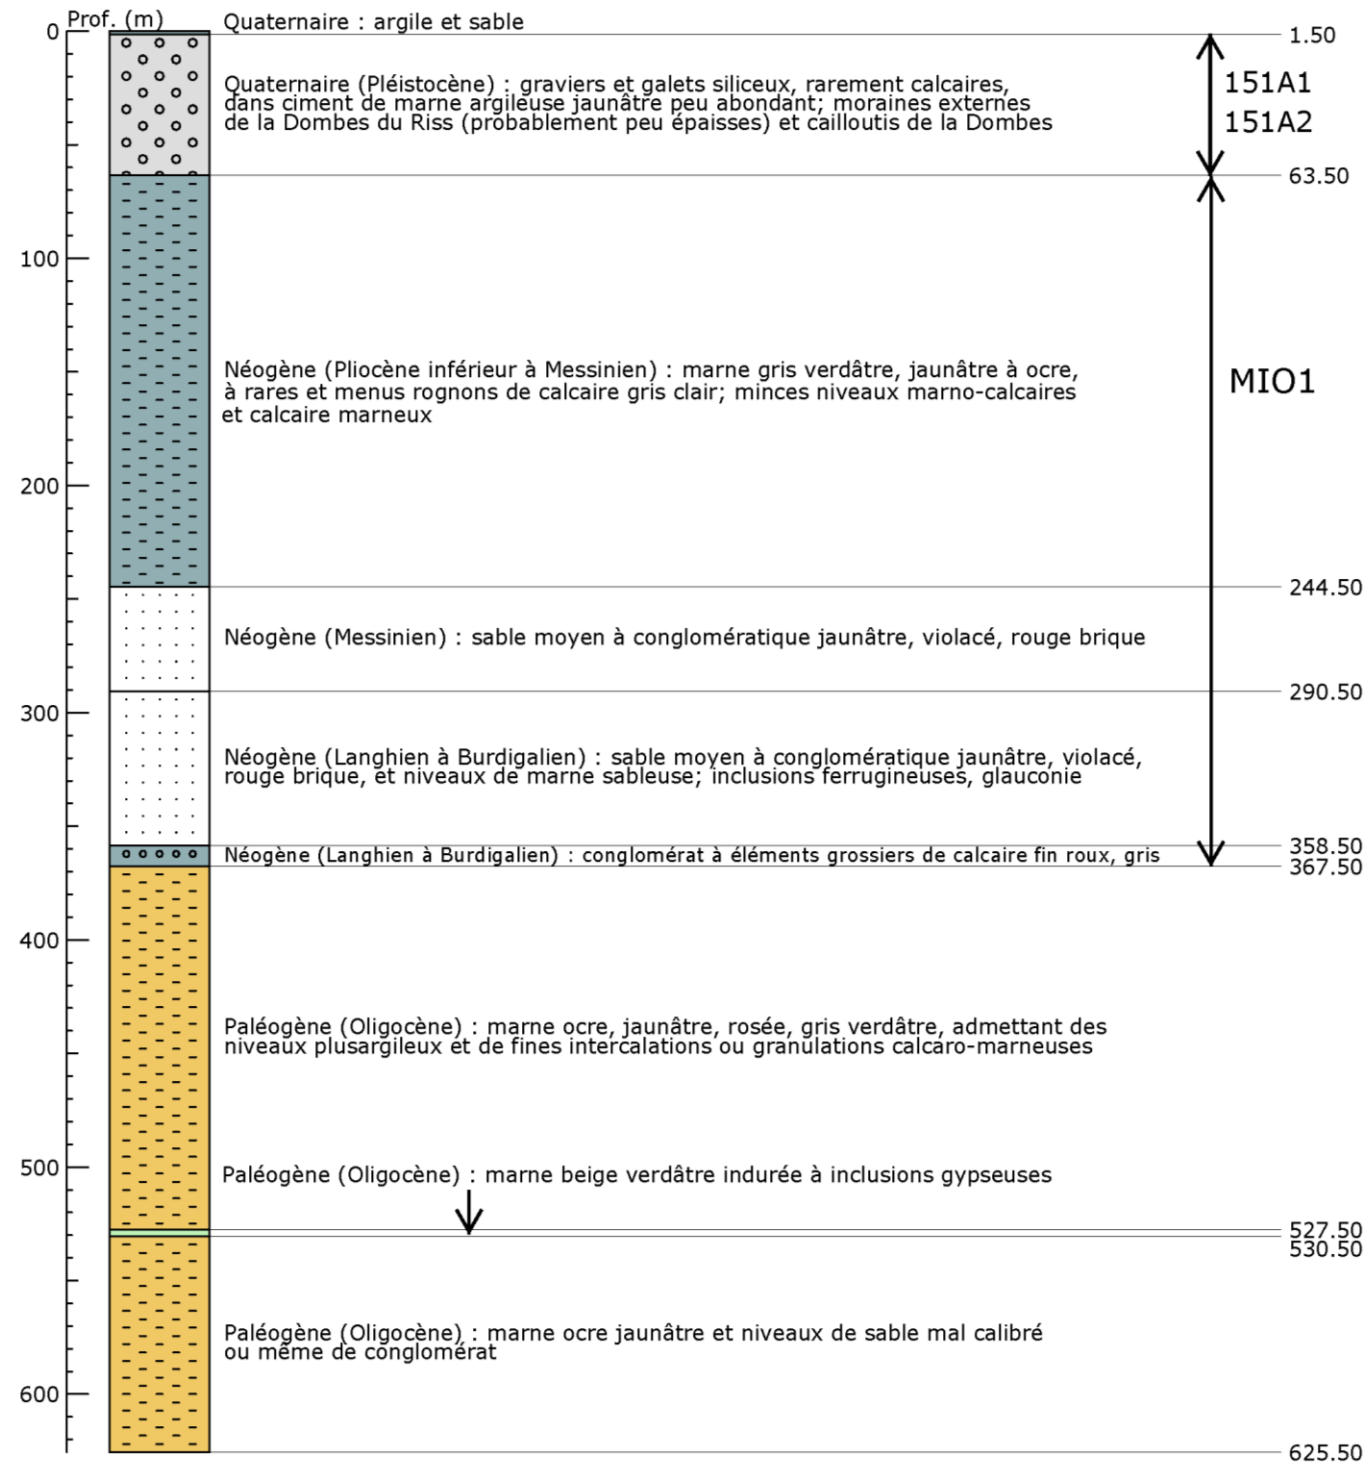 Prof. (m)
Quaternaire : argile et sable
0
1.50
Quaternaire (Pléistocène) : graviers et galets siliceux, rarement calcaires,
dans ciment de marne argileuse jaunâtre peu abondant; moraines externes
de la Dombes du Riss (probablement peu épaisses) et cailloutis de la Dombes
151A1
151A2
63.50
100
Néogène (Pliocène inférieur à Messinien) : marne gris verdâtre, jaunâtre à ocre,
à rares et menus rognons de calcaire gris clair; minces niveaux marno-calcaires
et calcaire marneux
MIO1
200
244.50
Néogène (Messinien) : sable moyen à conglomératique jaunâtre, violacé, rouge brique
290.50
300
Néogène (Langhien à Burdigalien) : sable moyen à conglomératique jaunâtre, violacé,
rouge brique, et niveaux de marne sableuse; inclusions ferrugineuses, glauconie
358.50
Néogène (Langhien à Burdigalien) : conglomérat à éléments grossiers de calcaire fin roux, gris
367.50
400
Paléogène (Oligocène) : marne ocre, jaunâtre, rosée, gris verdâtre, admettant des
niveaux plusargileux et de fines intercalations ou granulations calcaro-marneuses
500
Paléogène (Oligocène) : marne beige verdâtre indurée à inclusions gypseuses
527.50
530.50
Paléogène (Oligocène) : marne ocre jaunâtre et niveaux de sable mal calibré
ou même de conglomérat
600
625.50